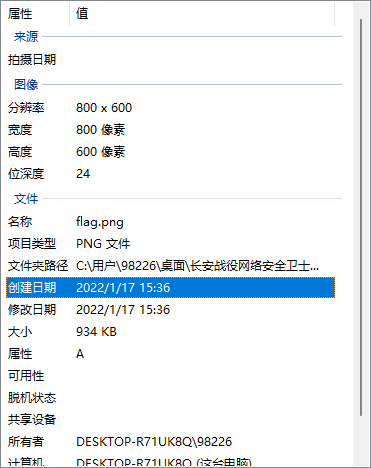 属性 值
来源
拍摄日期
图像
分辨率 800 x 600
宽度 800 像素
高度 600 像素
位深度 24
文件
名称 flag.png
项目类型 PNG 文件
文件夹路径 C:\用户\98226\桌面\长安战役网络安全卫士...
创建日期 2022/1/17 15:36
修改日期 2022/1/17 15:36
大小 934 KB
属性 A
可用性
脱机状态
共享设备
所有者 DESKTOP-R71UK8Q\98226
计算机 DESKTOP-R71UK8Q (这台电脑)